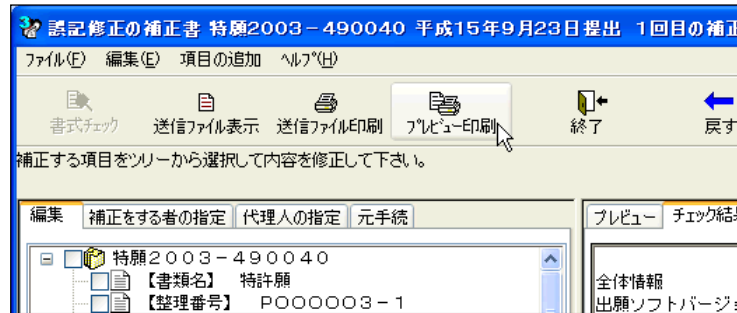 誤記修正の補正書 特願2003-490040 平成15年9月23日提出 1回目の補正
ファイル(F) 編集(E) 項目の追加 ヘルプ(H)
書式チェック 送信ファイル表示 送信ファイル印刷 プレビュー印刷 終了 戻す
補正する項目をツリーから選択して内容を修正して下さい。
編集 補正をする者の指定 代理人の指定 元手続 プレビュー チェック結果
特願2003-490040
【書類名】 特許願
【整理番号】 P000003-1
全体情報
出願ソフトバージョ